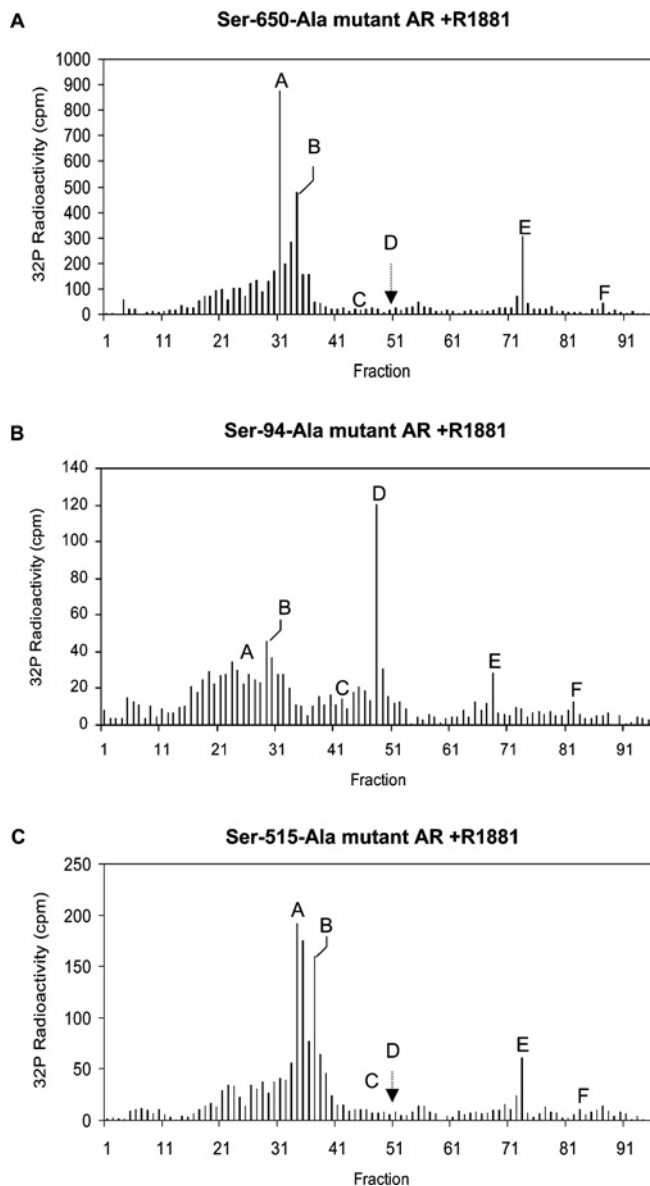 A
Ser-650-Ala mutant AR +R1881
32P Radioactivity (cpm)
1000
900
800
700
600
500
400
300
200
100
0
A
B
C
D
E
F
1 11 21 31 41 51 61 71 81 91
Fraction
B
Ser-94-Ala mutant AR +R1881
32P Radioactivity (cpm)
140
120
100
80
60
40
20
0
A
B
C
D
E
F
1 11 21 31 41 51 61 71 81 91
Fraction
C
Ser-515-Ala mutant AR +R1881
32P Radioactivity (cpm)
250
200
150
100
50
0
A
B
C
D
E
F
1 11 21 31 41 51 61 71 81 91
Fraction